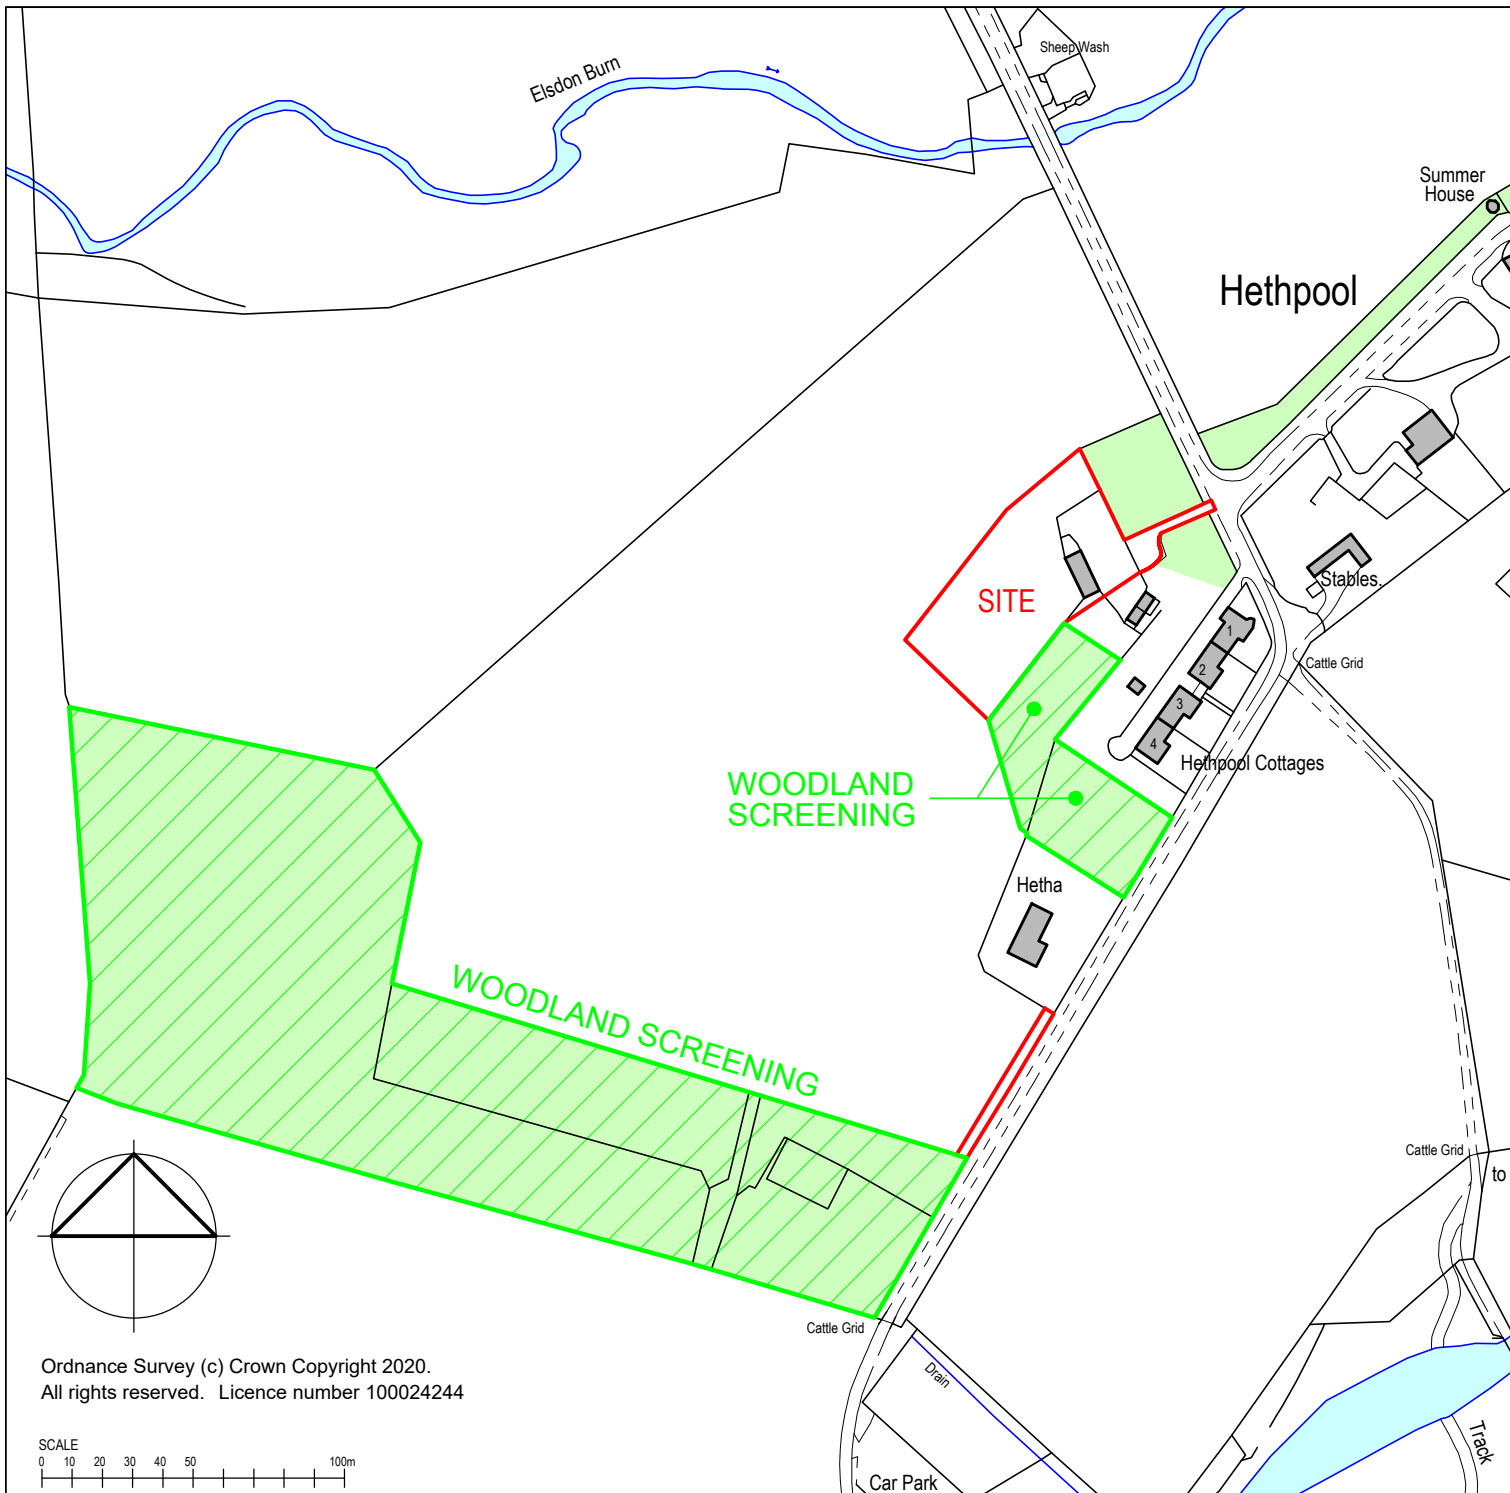 Elsdon Burn
Sheep Wash
Summer
House
Hethpool
SITE
Stables.
1
2
3
4
Cattle Grid
Hethpool Cottages
WOODLAND
SCREENING
Hetha
WOODLAND SCREENING
Cattle Grid
to
Cattle Grid
Drain
Track
Car Park
Ordnance Survey (c) Crown Copyright 2020.
All rights reserved. Licence number 100024244
SCALE
0 10 20 30 40 50 100m